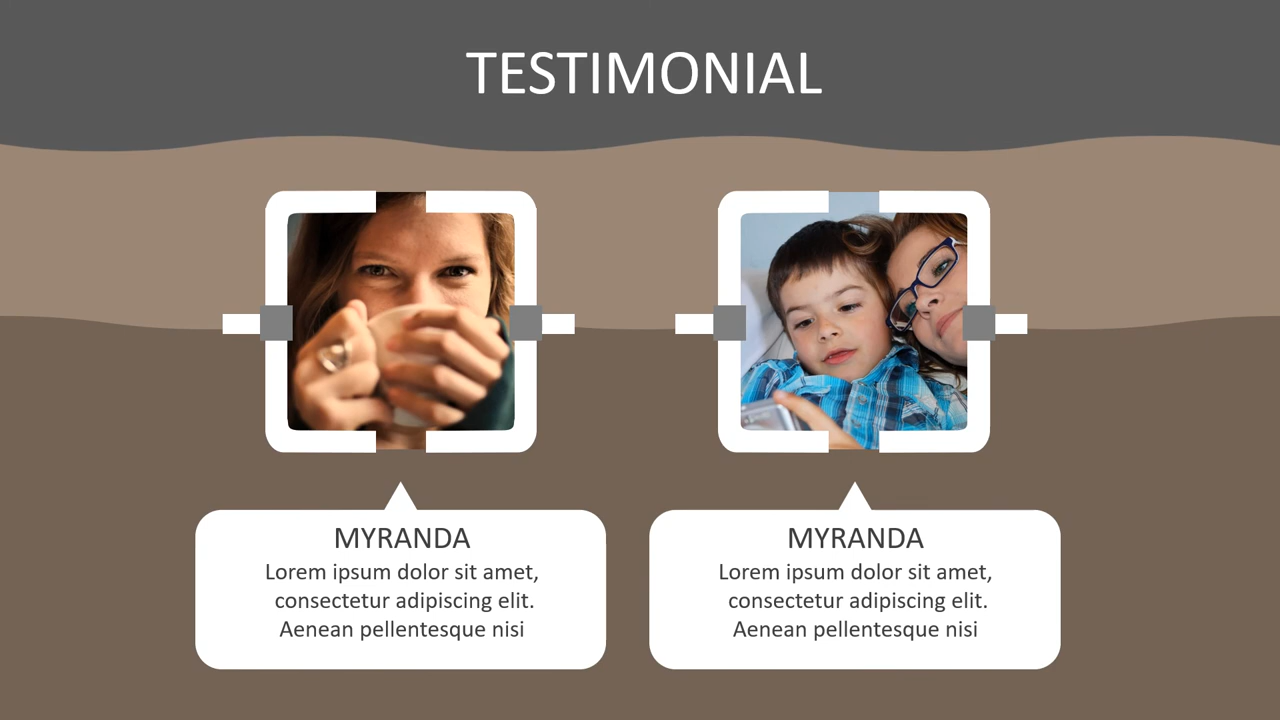 TESTIMONIAL
MYRANDA
Lorem ipsum dolor sit amet,
consectetur adipiscing elit.
Aenean pellentesque nisi
MYRANDA
Lorem ipsum dolor sit amet,
consectetur adipiscing elit.
Aenean pellentesque nisi